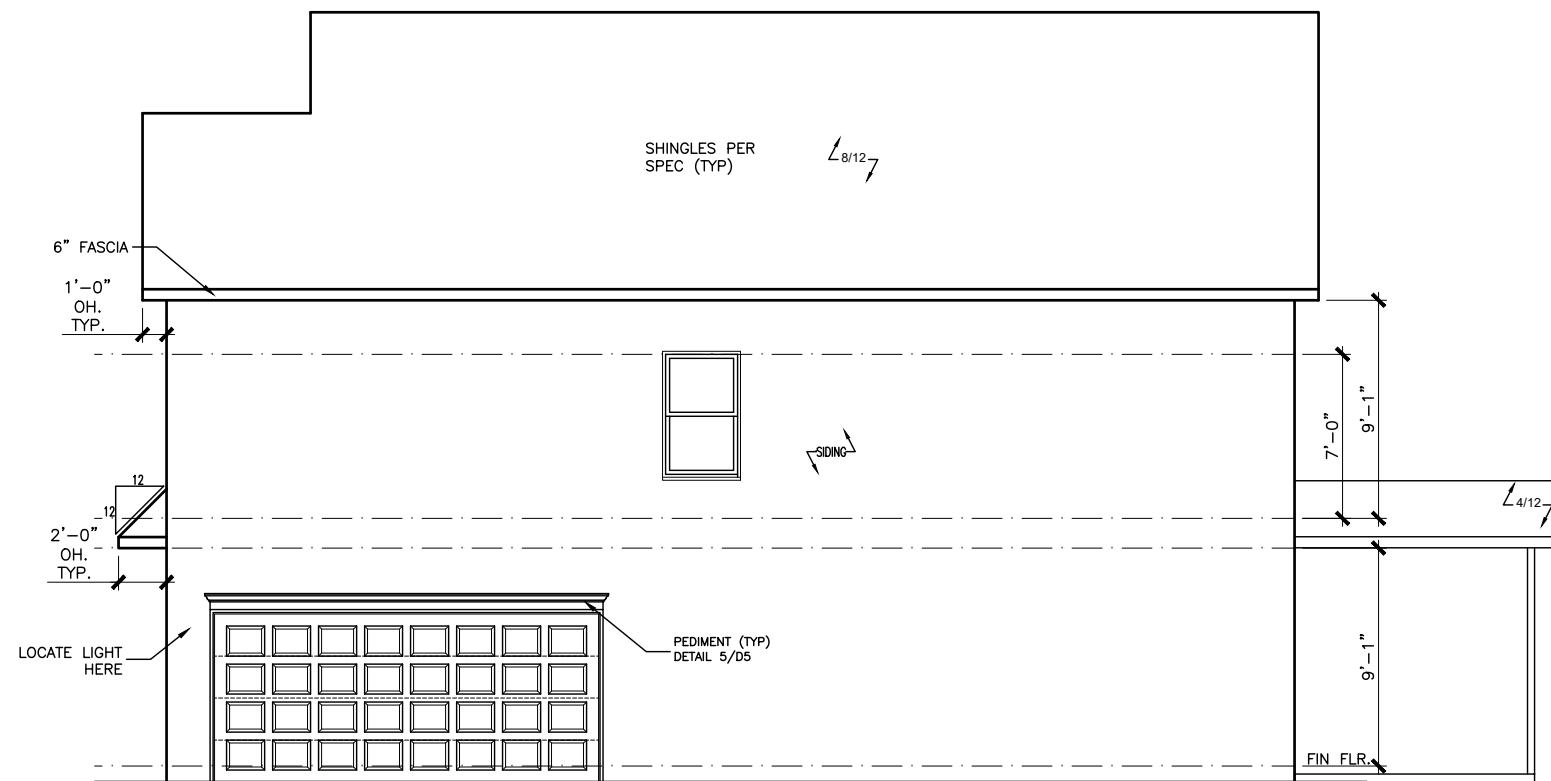 SHINGLES PER
SPEC (TYP)
8/12
6” FASCIA
1’-0”
OH.
TYP.
SIDING
7’-0”
9’-1”
12
12
4/12
2’-0”
OH.
TYP.
LOCATE LIGHT
HERE
PEDIMENT (TYP)
DETAIL 5/D5
9’-1”
FIN FLR.